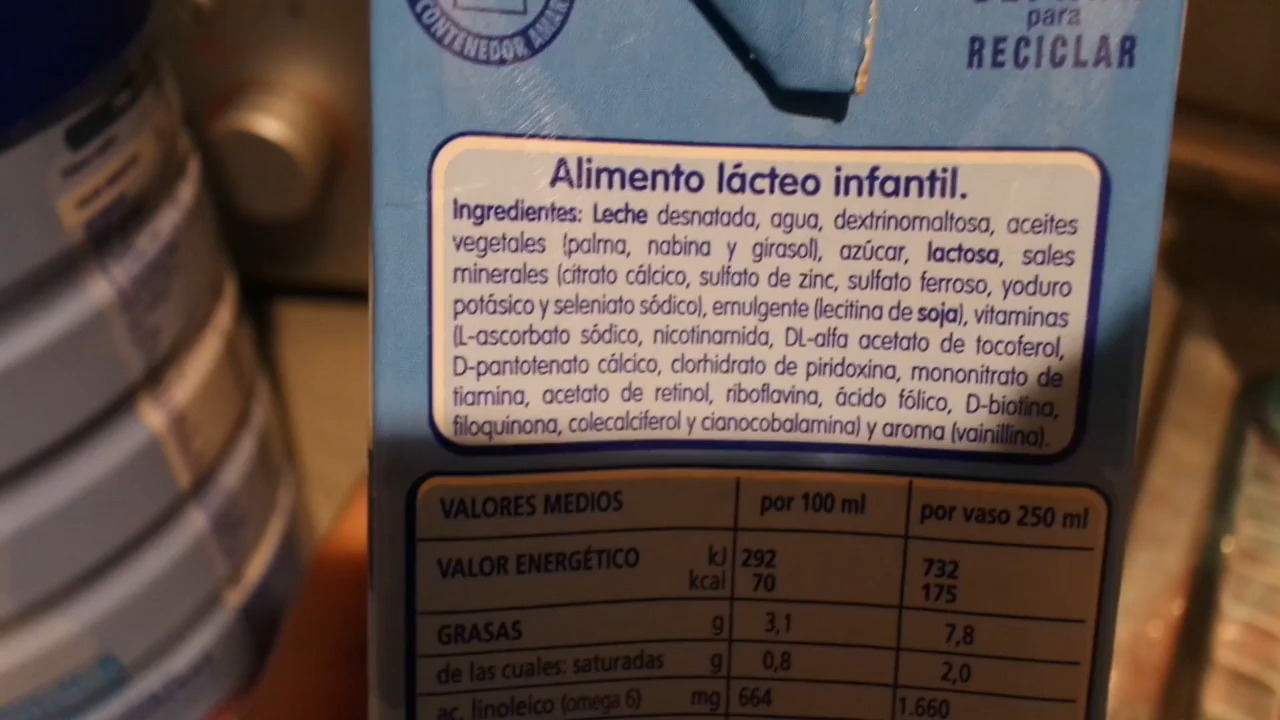 CONTENEDOR
para
RECICLAR
Alimento lácteo infantil.
Ingredientes: Leche desnatada, agua, dextrinomaltosa, aceites
vegetales (palma, nabina y girasol), azúcar, lactosa, sales
minerales (citrato cálcico, sulfato de zinc, sulfato ferroso, yoduro
potásico y seleniato sódico), emulgente (lecitina de soja), vitaminas
(L-ascorbato sódico, nicotinamida, DL-alfa acetato de tocoferol,
D-pantotenato cálcico, clorhidrato de piridoxina, mononitrato de
tiamina, acetato de retinol, riboflavina, ácido fólico, D-biotina,
filoquinona, colecalciferol y cianocobalamina) y aroma (vainillina).
VALORES MEDIOS por 100 ml por vaso 250 ml
VALOR ENERGÉTICO kJ 292 732
kcal 70 175
GRASAS g 3,1 7,8
de las cuales: saturadas g 0,8 2,0
ac. linoleico (omega 6) mg 664 1.660